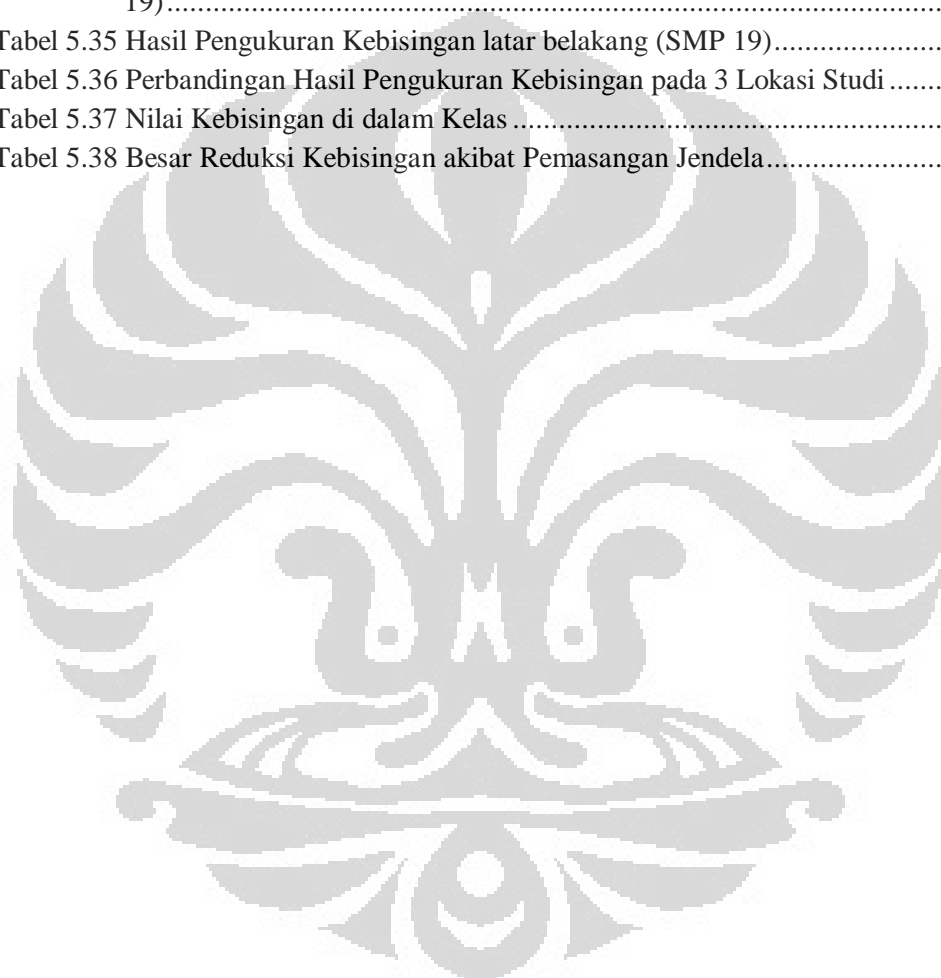 19)................................................................................................
Tabel 5.35 Hasil Pengukuran Kebisingan latar belakang (SMP 19)......................
Tabel 5.36 Perbandingan Hasil Pengukuran Kebisingan pada 3 Lokasi Studi .......
Tabel 5.37 Nilai Kebisingan di dalam Kelas ........................................................
Tabel 5.38 Besar Reduksi Kebisingan akibat Pemasangan Jendela.......................